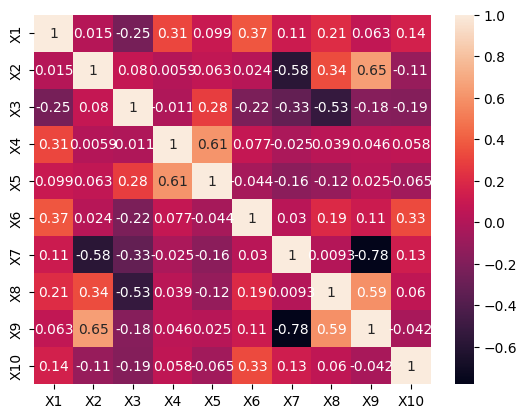 X1 1 0.015 -0.25 0.31 0.099 0.37 0.11 0.21 0.063 0.14
X2 0.015 1 0.08 0.0059 0.063 0.024 -0.58 0.34 0.65 -0.11
X3 -0.25 0.08 1 -0.011 0.28 -0.22 -0.33 -0.53 -0.18 -0.19
X4 0.31 0.0059 -0.011 1 0.61 0.077 -0.025 0.039 0.046 0.058
X5 0.099 0.063 0.28 0.61 1 -0.044 -0.16 -0.12 0.025 -0.065
X6 0.37 0.024 -0.22 0.077 -0.044 1 0.03 0.19 0.11 0.33
X7 0.11 -0.58 -0.33 -0.025 -0.16 0.03 1 0.0093 -0.78 0.13
X8 0.21 0.34 -0.53 0.039 -0.12 0.19 0.0093 1 0.59 0.06
X9 0.063 0.65 -0.18 0.046 0.025 0.11 -0.78 0.59 1 -0.042
X10 0.14 -0.11 -0.19 0.058 -0.065 0.33 0.13 0.06 -0.042 1
X1 X2 X3 X4 X5 X6 X7 X8 X9 X10
1.0
0.8
0.6
0.4
0.2
0.0
−0.2
−0.4
−0.6